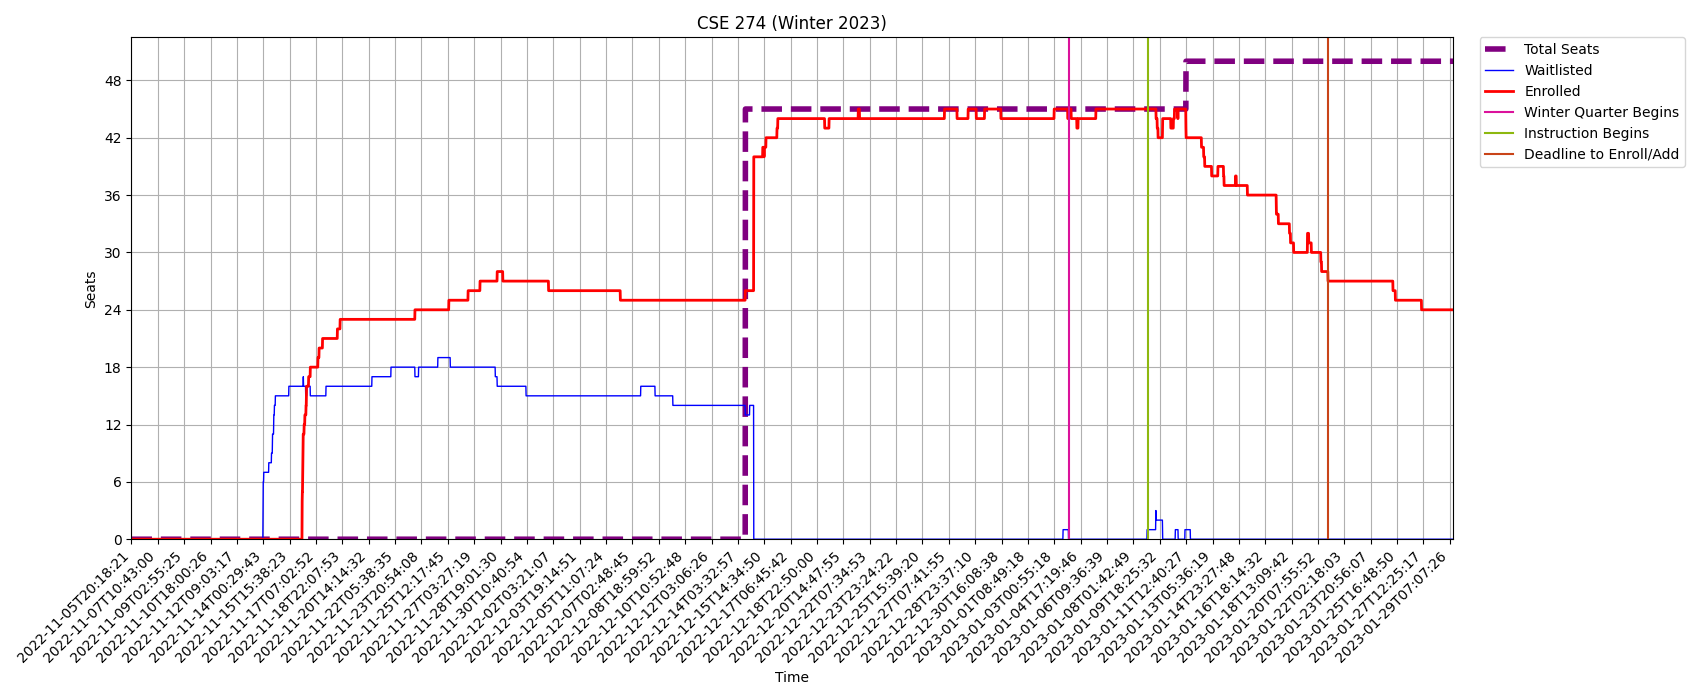 CSE 274 (Winter 2023)
Total Seats
Waitlisted
Enrolled
Winter Quarter Begins
Instruction Begins
Deadline to Enroll/Add
Seats
48
42
36
30
24
18
12
6
0
2022-11-05T20:18:21
2022-11-07T10:43:00
2022-11-09T02:55:25
2022-11-10T18:00:26
2022-11-12T09:03:17
2022-11-14T00:29:43
2022-11-15T15:38:23
2022-11-17T07:02:52
2022-11-18T22:07:53
2022-11-20T14:14:32
2022-11-22T05:38:35
2022-11-23T20:54:08
2022-11-25T12:17:45
2022-11-27T03:27:19
2022-11-28T19:01:30
2022-11-30T10:40:54
2022-12-02T03:21:07
2022-12-03T19:14:51
2022-12-05T11:07:24
2022-12-07T02:48:45
2022-12-08T18:59:52
2022-12-10T10:52:48
2022-12-12T03:06:26
2022-12-14T03:32:57
2022-12-15T14:34:50
2022-12-17T06:45:42
2022-12-18T22:50:00
2022-12-20T14:47:55
2022-12-22T07:34:53
2022-12-23T23:24:22
2022-12-25T15:39:20
2022-12-27T07:41:55
2022-12-28T23:37:10
2022-12-30T16:08:38
2023-01-01T08:49:18
2023-01-03T00:55:18
2023-01-04T17:19:46
2023-01-06T09:36:39
2023-01-08T01:42:49
2023-01-09T18:25:32
2023-01-11T12:40:27
2023-01-13T05:36:19
2023-01-14T23:27:48
2023-01-16T18:14:32
2023-01-18T13:09:42
2023-01-20T07:55:52
2023-01-22T02:18:03
2023-01-23T20:56:07
2023-01-25T16:48:50
2023-01-27T12:25:17
2023-01-29T07:07:26
Time